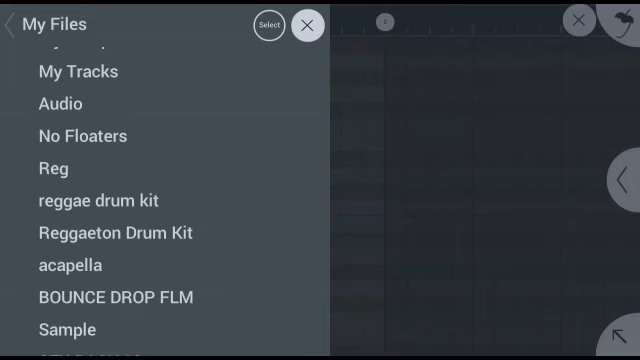 My Files
Select
My Tracks
Audio
No Floaters
Reg
reggae drum kit
Reggaeton Drum Kit
acapella
BOUNCE DROP FLM
Sample